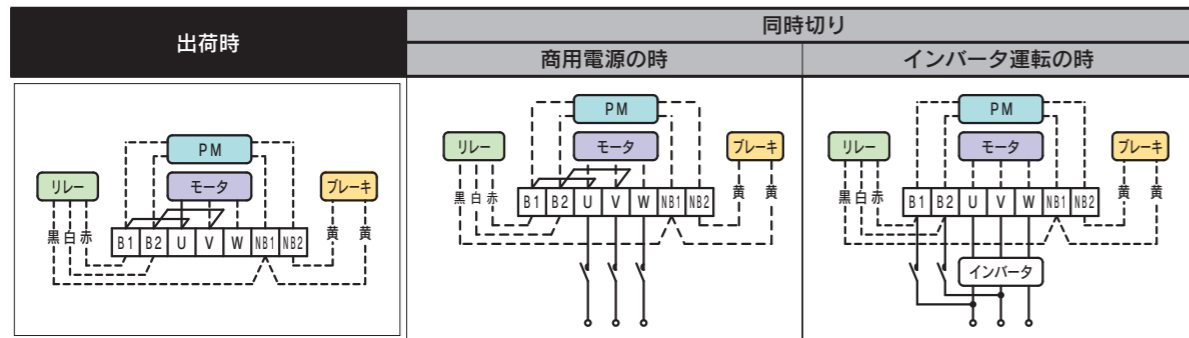 出荷時
同時切り
商用電源の時
インバータ運転の時
PM
リレー
モータ
ブレーキ
黒 白 赤
B1 B2 U V W NB1 NB2
黄 黄
PM
リレー
モータ
ブレーキ
黒 白 赤
B1 B2 U V W NB1 NB2
黄 黄
PM
リレー
モータ
ブレーキ
黒 白 赤
B1 B2 U V W NB1 NB2
黄 黄
インバータ